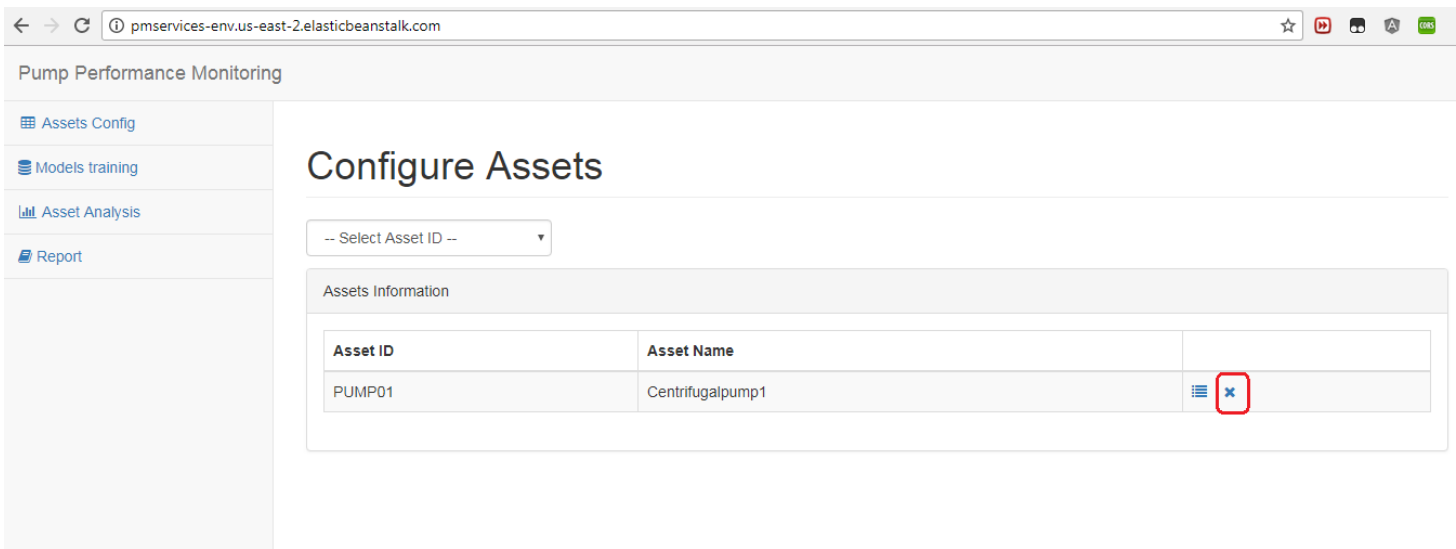 pmservices-env.us-east-2.elasticbeanstalk.com
CORS
Pump Performance Monitoring
Assets Config
Models training
Asset Analysis
Report
Configure Assets
-- Select Asset ID --
Assets Information
Asset ID Asset Name
PUMP01 Centrifugalpump1